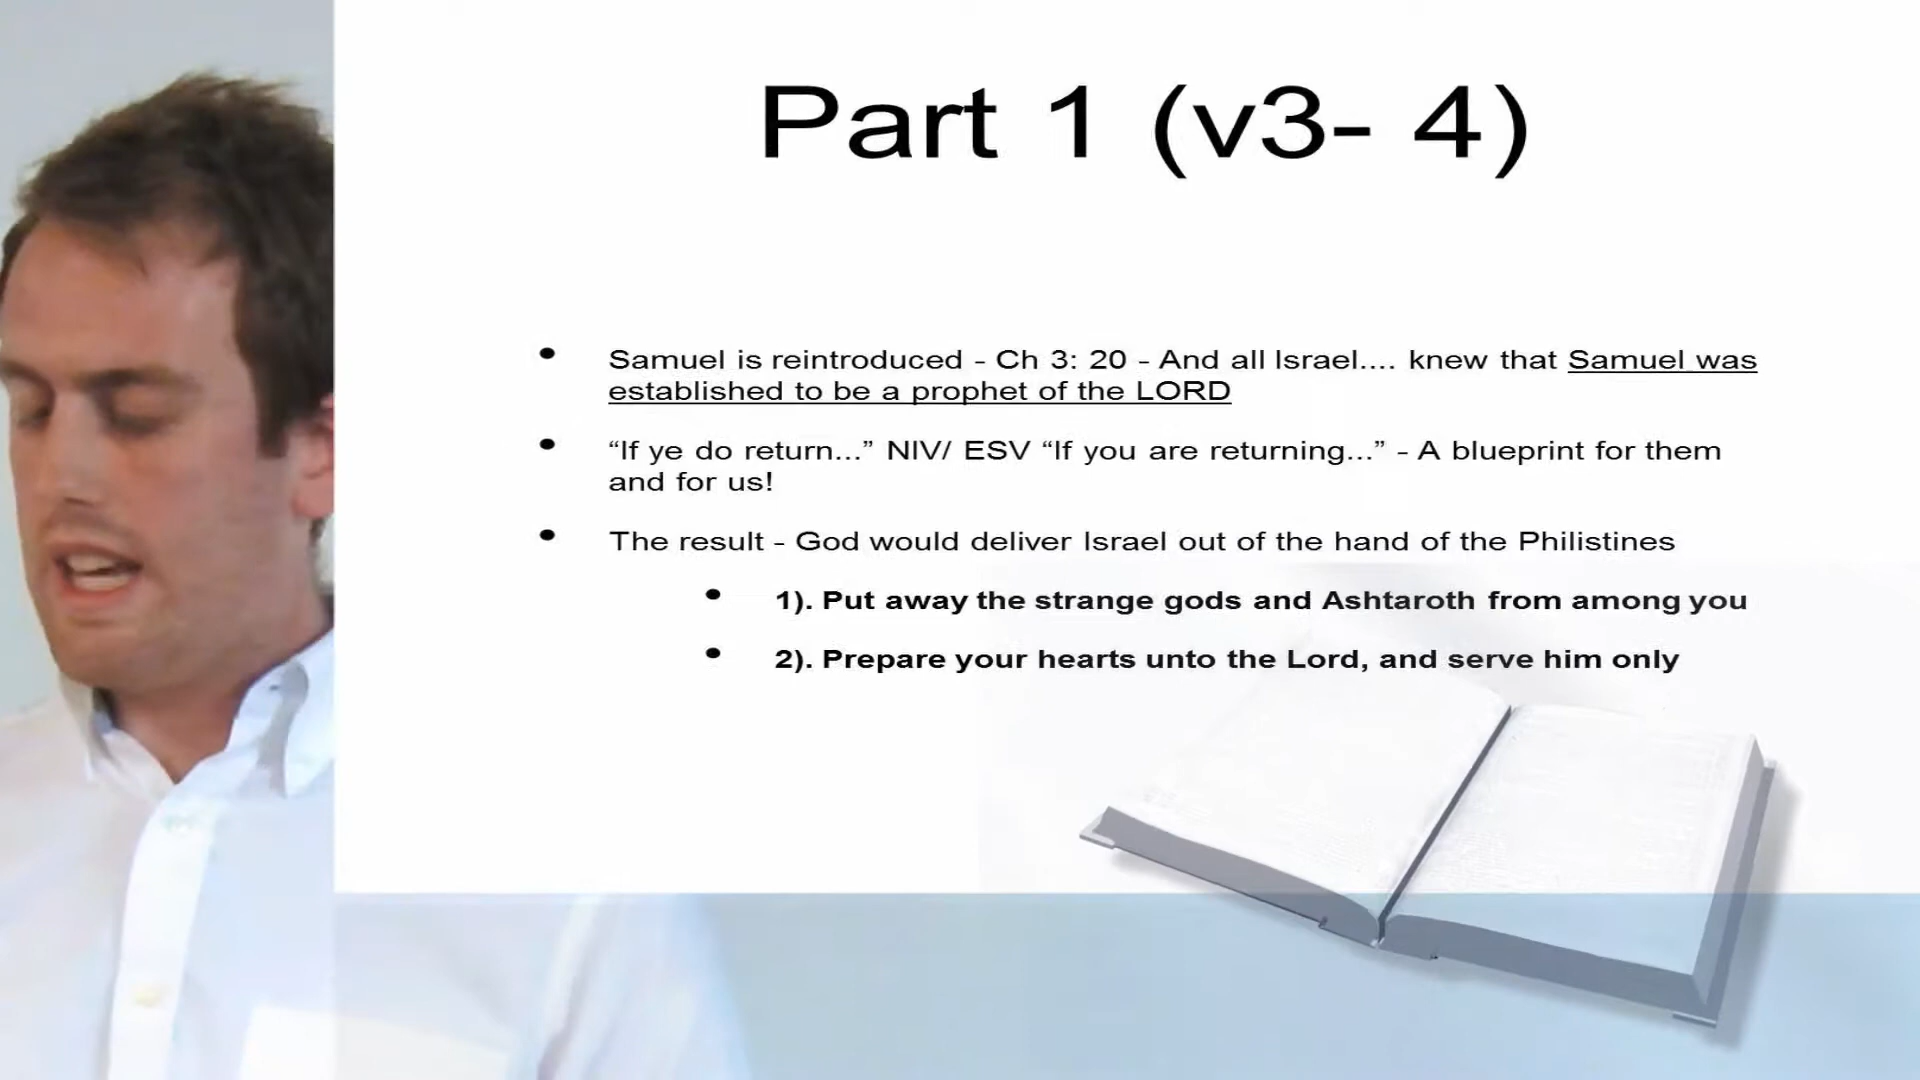 Part 1 (v3- 4)
• Samuel is reintroduced - Ch 3: 20 - And all Israel.... knew that Samuel was
established to be a prophet of the LORD
• “If ye do return...” NIV/ ESV “If you are returning...” - A blueprint for them
and for us!
• The result - God would deliver Israel out of the hand of the Philistines
• 1). Put away the strange gods and Ashtaroth from among you
• 2). Prepare your hearts unto the Lord, and serve him only